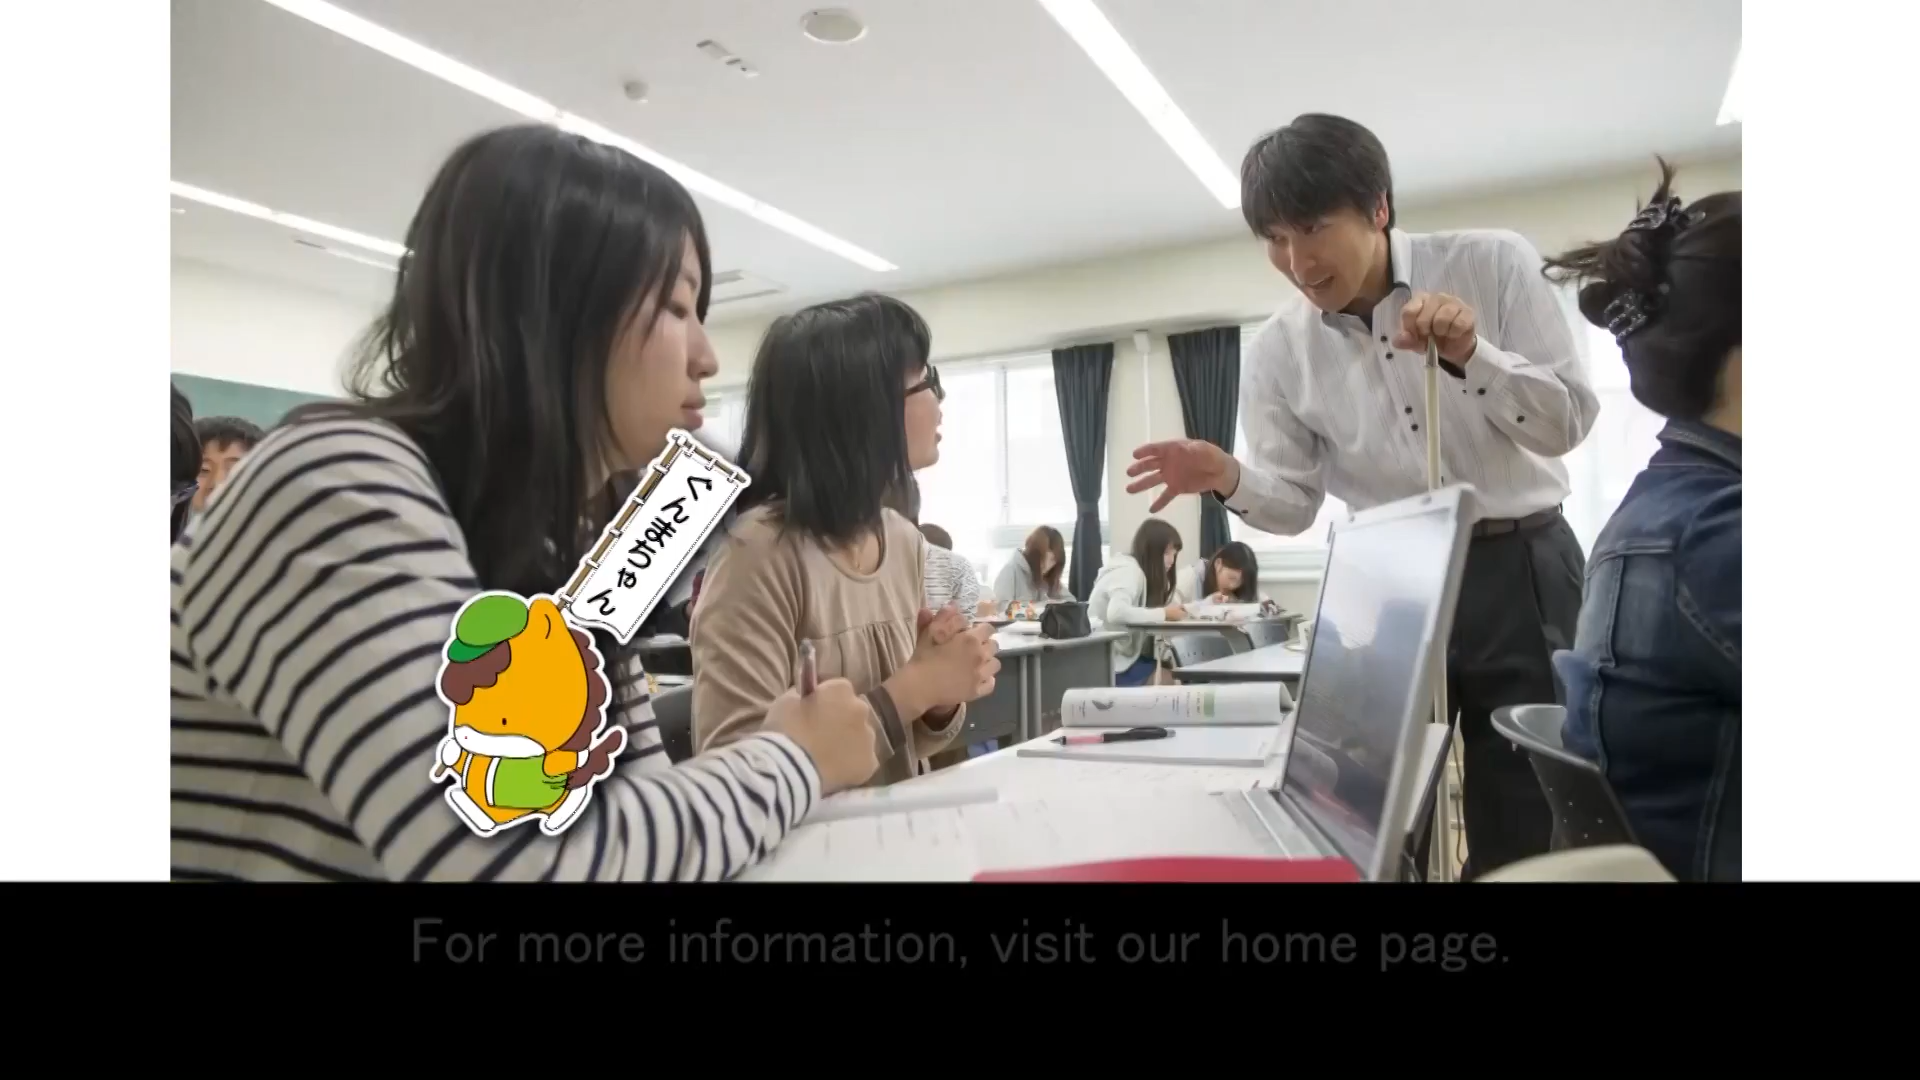 ぐんまちゃん
For more information, visit our home page.